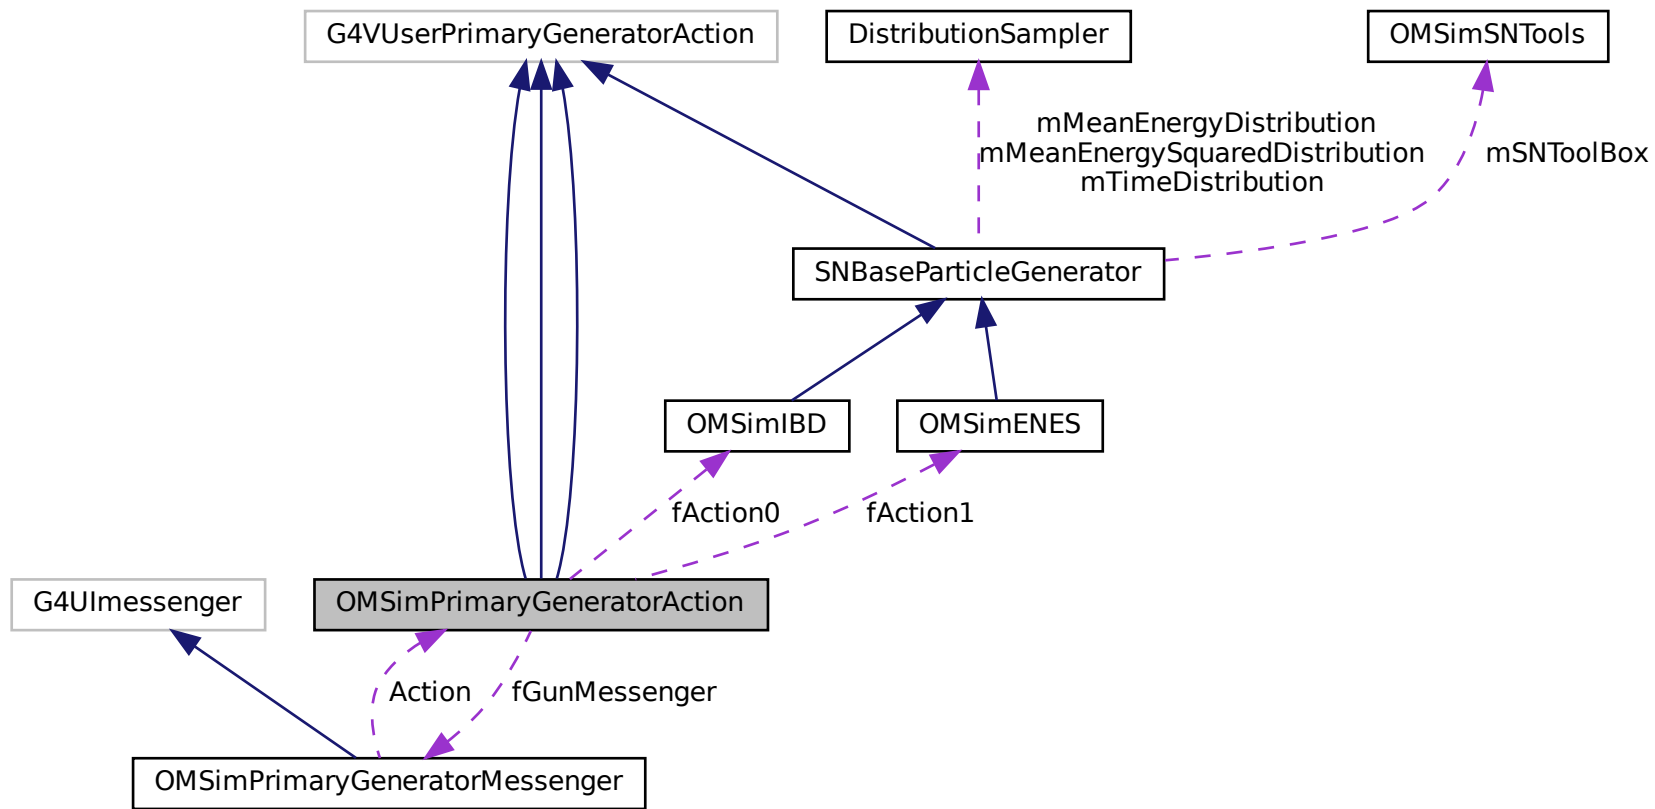 G4VUserPrimaryGeneratorAction
DistributionSampler
OMSimSNTools
mMeanEnergyDistribution
mMeanEnergySquaredDistribution
mTimeDistribution
mSNToolBox
SNBaseParticleGenerator
OMSimIBD
OMSimENES
fAction0
fAction1
G4UImessenger
OMSimPrimaryGeneratorAction
Action
fGunMessenger
OMSimPrimaryGeneratorMessenger